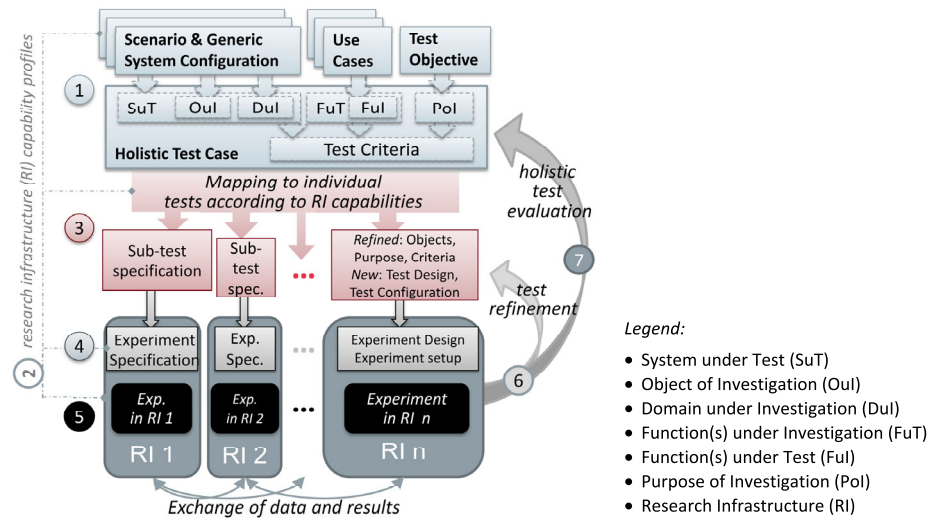 Scenario & Generic
System Configuration
Use
Cases
Test
Objective
1
SuT
OuI
DuI
FuT
FuI
PoI
Holistic Test Case
Test Criteria
Mapping to individual
tests according to RI capabilities
2
research infrastructure (RI) capability profiles
3
Sub-test
specification
Sub-
test
spec.
...
Refined: Objects,
Purpose, Criteria
New: Test Design,
Test Configuration
holistic
test
evaluation
7
test
refinement
4
Experiment
Specification
Exp.
Spec.
...
Experiment Design
Experiment setup
6
5
Exp.
in RI 1
Exp.
in RI 2
...
Experiment
in RI n
RI 1
RI 2
RI n
Exchange of data and results
Legend:
• System under Test (SuT)
• Object of Investigation (OuI)
• Domain under Investigation (DuI)
• Function(s) under Investigation (FuT)
• Function(s) under Test (FuI)
• Purpose of Investigation (PoI)
• Research Infrastructure (RI)